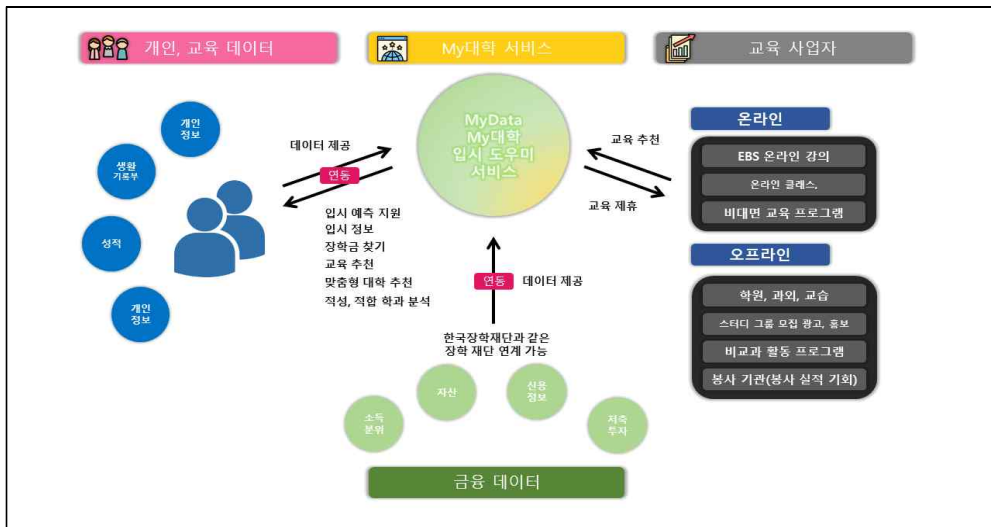 개인, 교육 데이터
My대학 서비스
교육 사업자
개인
정보
생활
기록부
성적
개인
정보
데이터 제공
연동
입시 예측 지원
입시 정보
장학금 찾기
교육 추천
맞춤형 대학 추천
적성, 적합 학과 분석
MyData
My대학
입시 도우미
서비스
교육 추천
교육 제휴
연동
데이터 제공
한국장학재단과 같은
장학 재단 연계 가능
소득
분위
자산
신용
정보
저축
투자
금융 데이터
온라인
EBS 온라인 강의
온라인 클래스,
비대면 교육 프로그램
오프라인
학원, 과외, 교습
스터디 그룹 모집 광고, 홍보
비교과 활동 프로그램
봉사 기관(봉사 실적 기회)